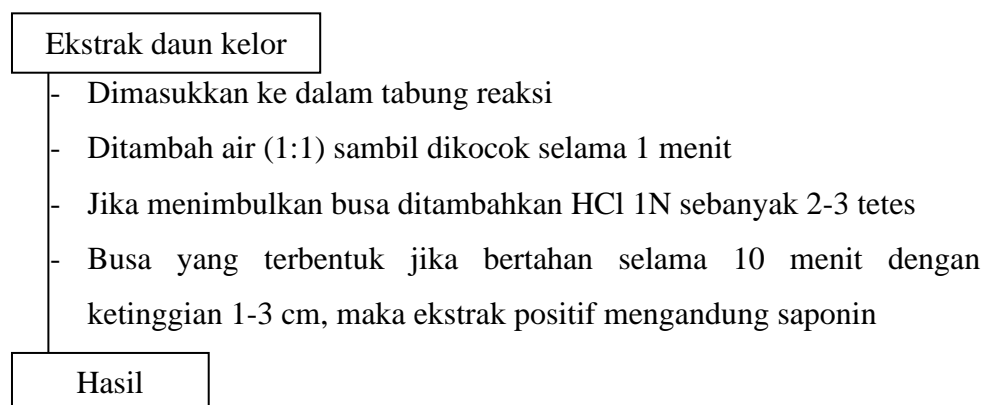 Ekstrak daun kelor
- Dimasukkan ke dalam tabung reaksi
- Ditambah air (1:1) sambil dikocok selama 1 menit
- Jika menimbulkan busa ditambahkan HCl 1N sebanyak 2-3 tetes
- Busa yang terbentuk jika bertahan selama 10 menit dengan
ketinggian 1-3 cm, maka ekstrak positif mengandung saponin
Hasil